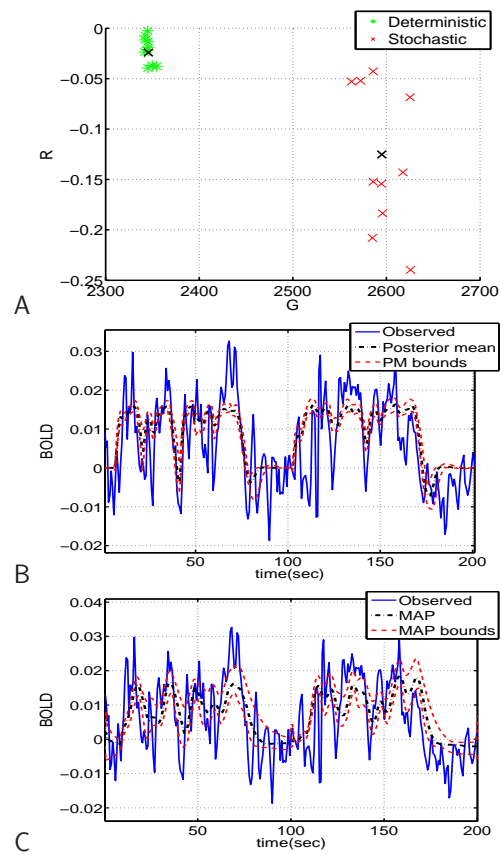 0
Deterministic
Stochastic
−0.05
−0.1
−0.15
−0.2
−0.25
R
2300 2400 2500 2600 2700
G
A
Observed
Posterior mean
PM bounds
0.03
0.02
0.01
0
−0.01
−0.02
BOLD
50 100 150 200
time(sec)
B
Observed
MAP
MAP bounds
0.04
0.03
0.02
0.01
0
−0.01
−0.02
BOLD
50 100 150 200
time(sec)
C